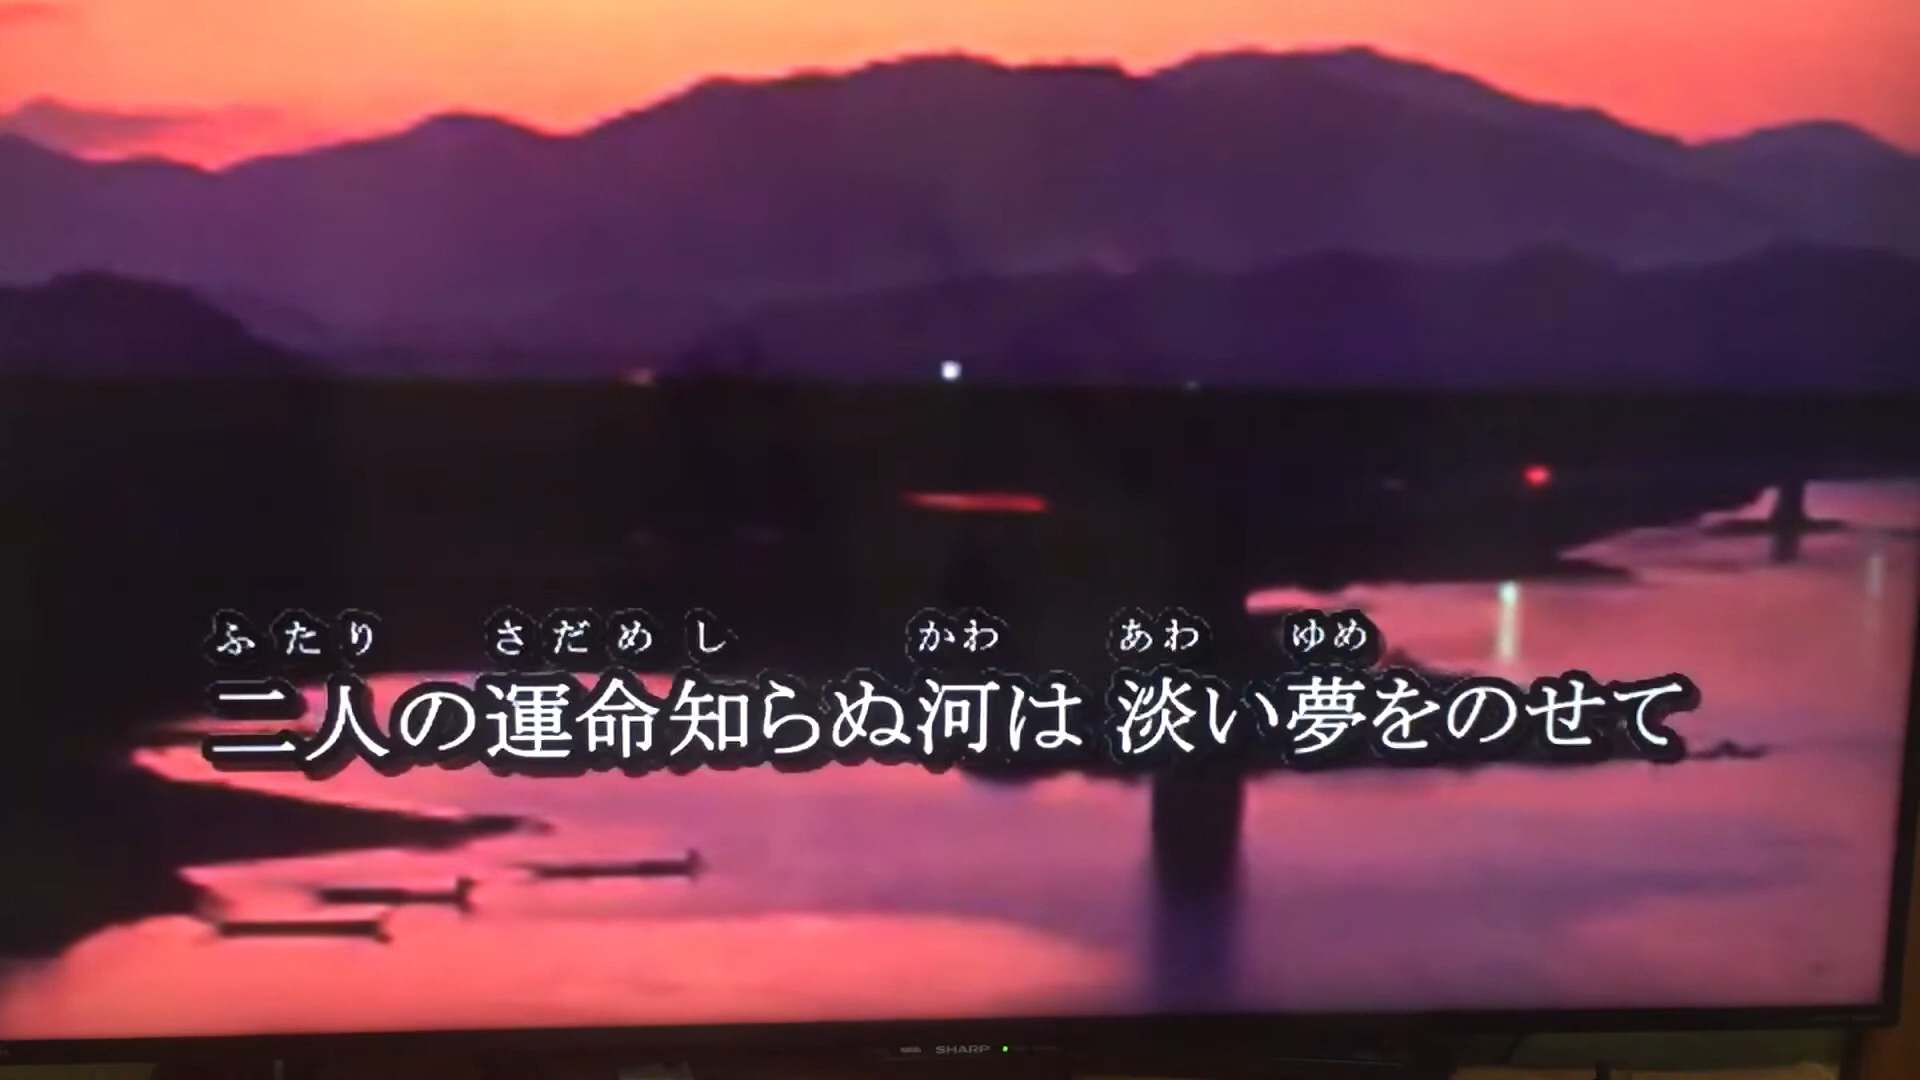 ふたり さだめ し かわ あわ ゆめ
二人の運命知らぬ河は 淡い夢をのせて
SHARP